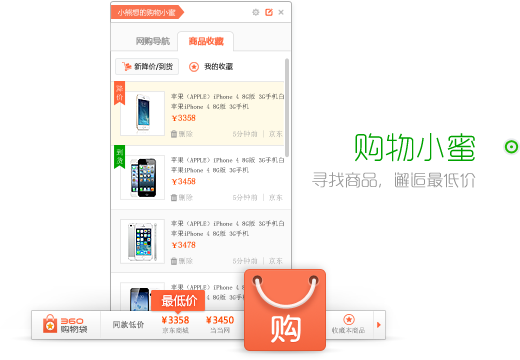 小熊想的购物小蜜
网购导航 商品收藏
新降价/到货 我的收藏
降价
苹果（APPLE）iPhone 4 8G版 3G手机白
苹果iPhone 4 8G版 3G手机
¥3358
删除 5分钟前 | 京东
到货
苹果（APPLE）iPhone 4 8G版 3G手机白
苹果iPhone 4 8G版 3G手机
¥3458
删除 5分钟前 | 京东
苹果（APPLE）iPhone 4 8G版 3G手机白
苹果iPhone 4 8G版 3G手机
¥3478
删除 5分钟前 | 京东
购物小蜜
寻找商品，邂逅最低价
最低价
360
购物袋
同款低价
¥3358
京东商城
¥3450
当当网
购
收藏本商品